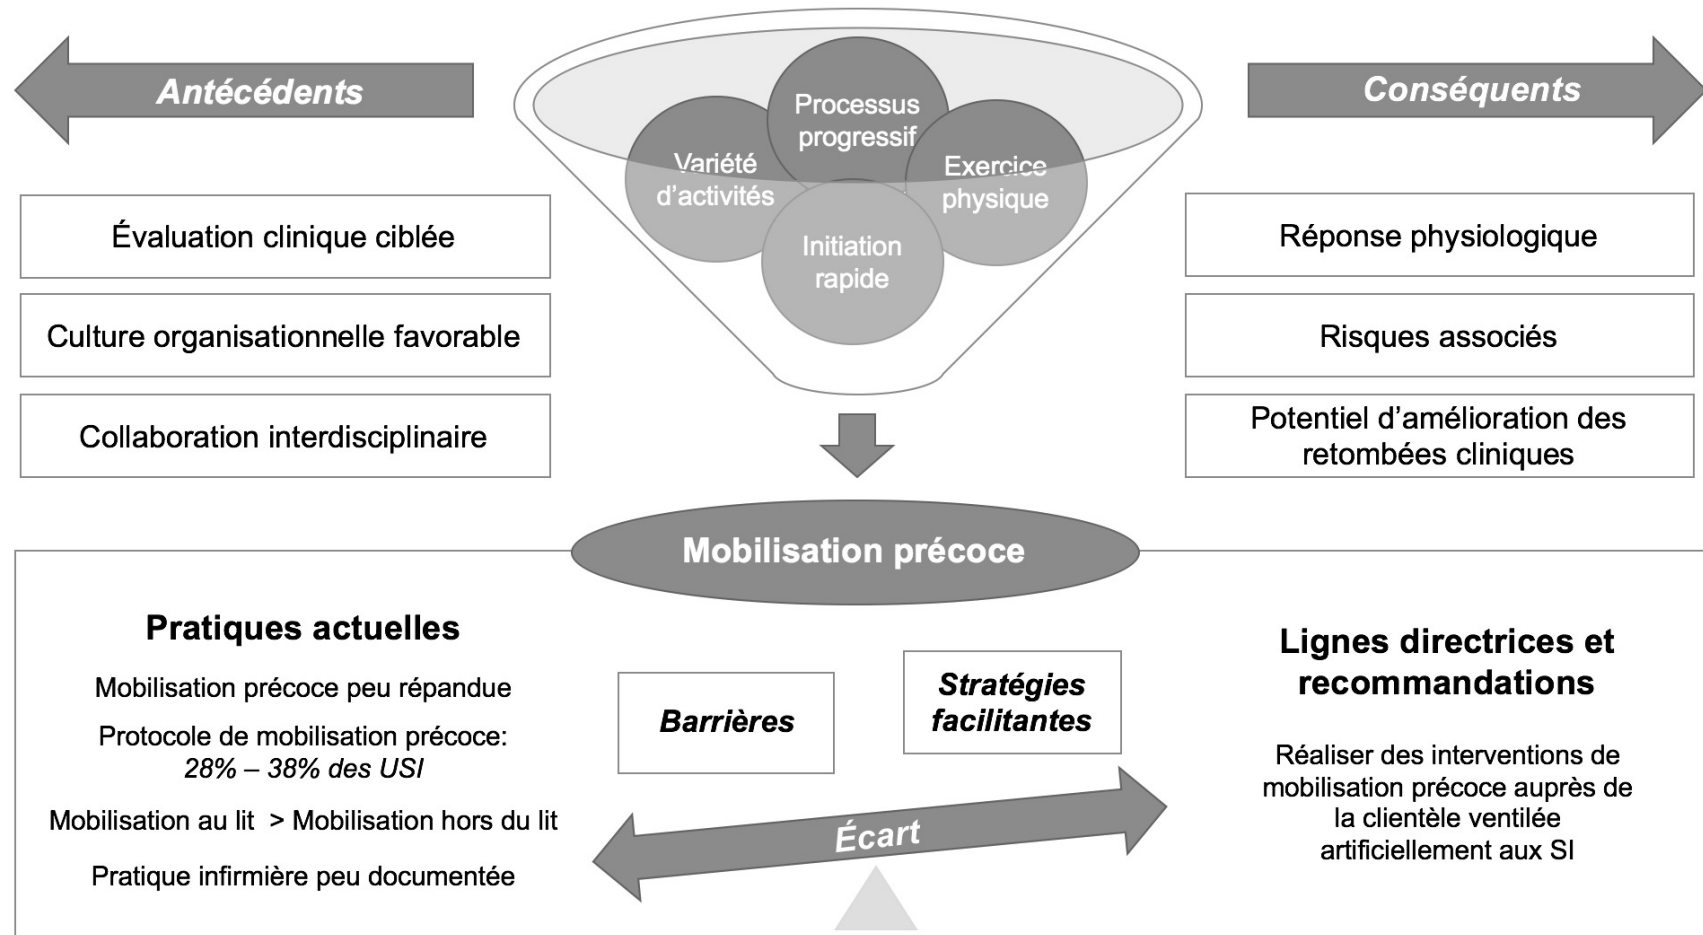 Antécédents
Évaluation clinique ciblée
Culture organisationnelle favorable
Collaboration interdisciplinaire
Processus
progressif
Variété
d’activités
Exercice
physique
Initiation
rapide
Conséquents
Réponse physiologique
Risques associés
Potentiel d’amélioration des
retombées cliniques
Mobilisation précoce
Pratiques actuelles
Mobilisation précoce peu répandue
Protocole de mobilisation précoce:
28% – 38% des USI
Mobilisation au lit > Mobilisation hors du lit
Pratique infirmière peu documentée
Barrières
Stratégies
facilitantes
Écart
Lignes directrices et
recommandations
Réaliser des interventions de
mobilisation précoce auprès de
la clientèle ventilée
artificiellement aux SI